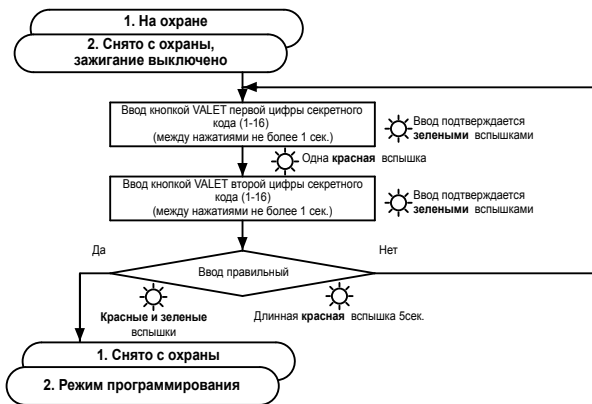 1. На охране
2. Снято с охраны,
зажигание выключено
Ввод кнопкой VALET первой цифры секретного
кода (1-16)
(между нажатиями не более 1 сек.)
Ввод подтверждается
зелеными вспышками
Одна красная вспышка
Ввод кнопкой VALET второй цифры секретного
кода (1-16)
(между нажатиями не более 1 сек.)
Ввод подтверждается
зелеными вспышками
Да
Нет
Ввод правильный
Красные и зеленые
вспышки
Длинная красная вспышка 5сек.
1. Снято с охраны
2. Режим программирования